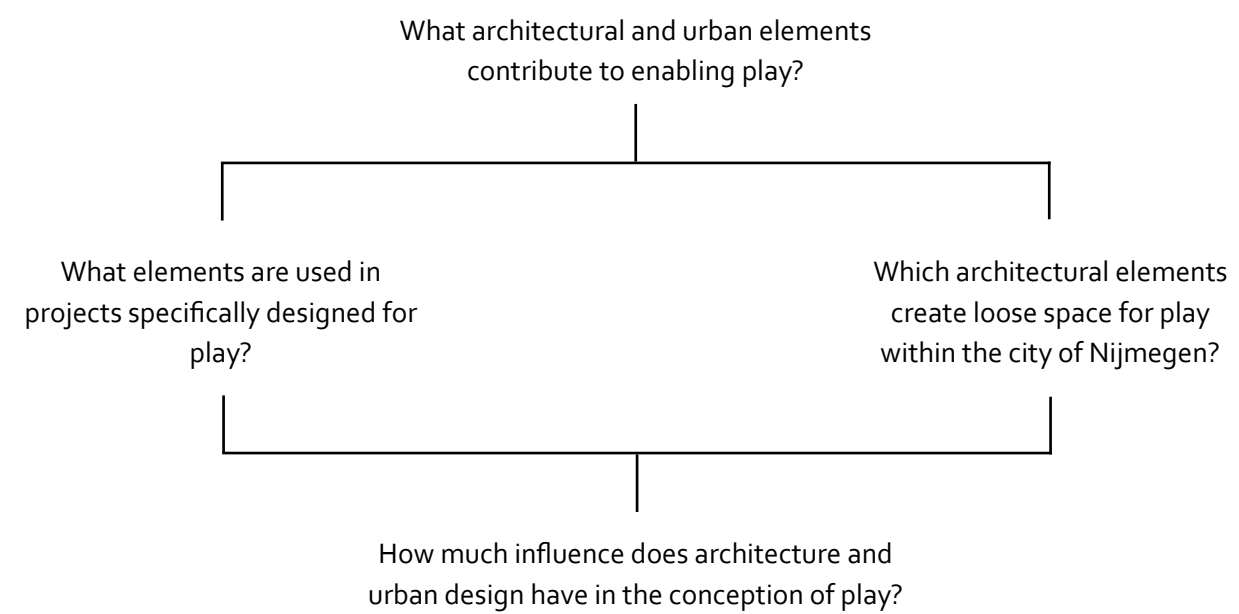 What architectural and urban elements
contribute to enabling play?
What elements are used in
projects specifically designed for
play?
Which architectural elements
create loose space for play
within the city of Nijmegen?
How much influence does architecture and
urban design have in the conception of play?